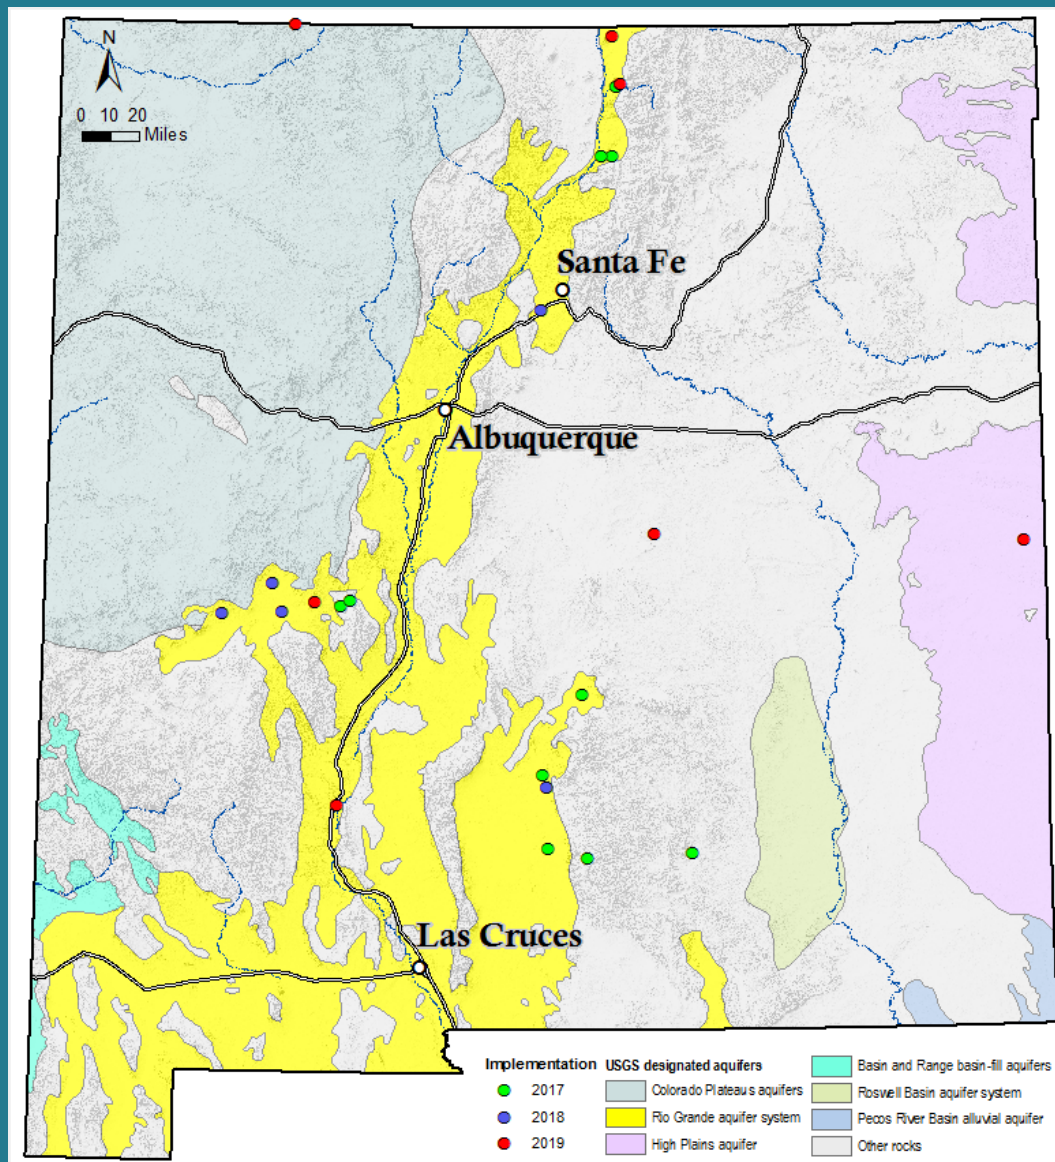 N
0 10 20
Miles
Santa Fe
Albuquerque
Las Cruces
Implementation
2017
2018
2019
USGS designated aquifers
Colorado Plateaus aquifers
Rio Grande aquifer system
High Plains aquifer
Basin and Range basin-fill aquifers
Roswell Basin aquifer system
Pecos River Basin alluvial aquifer
Other rocks